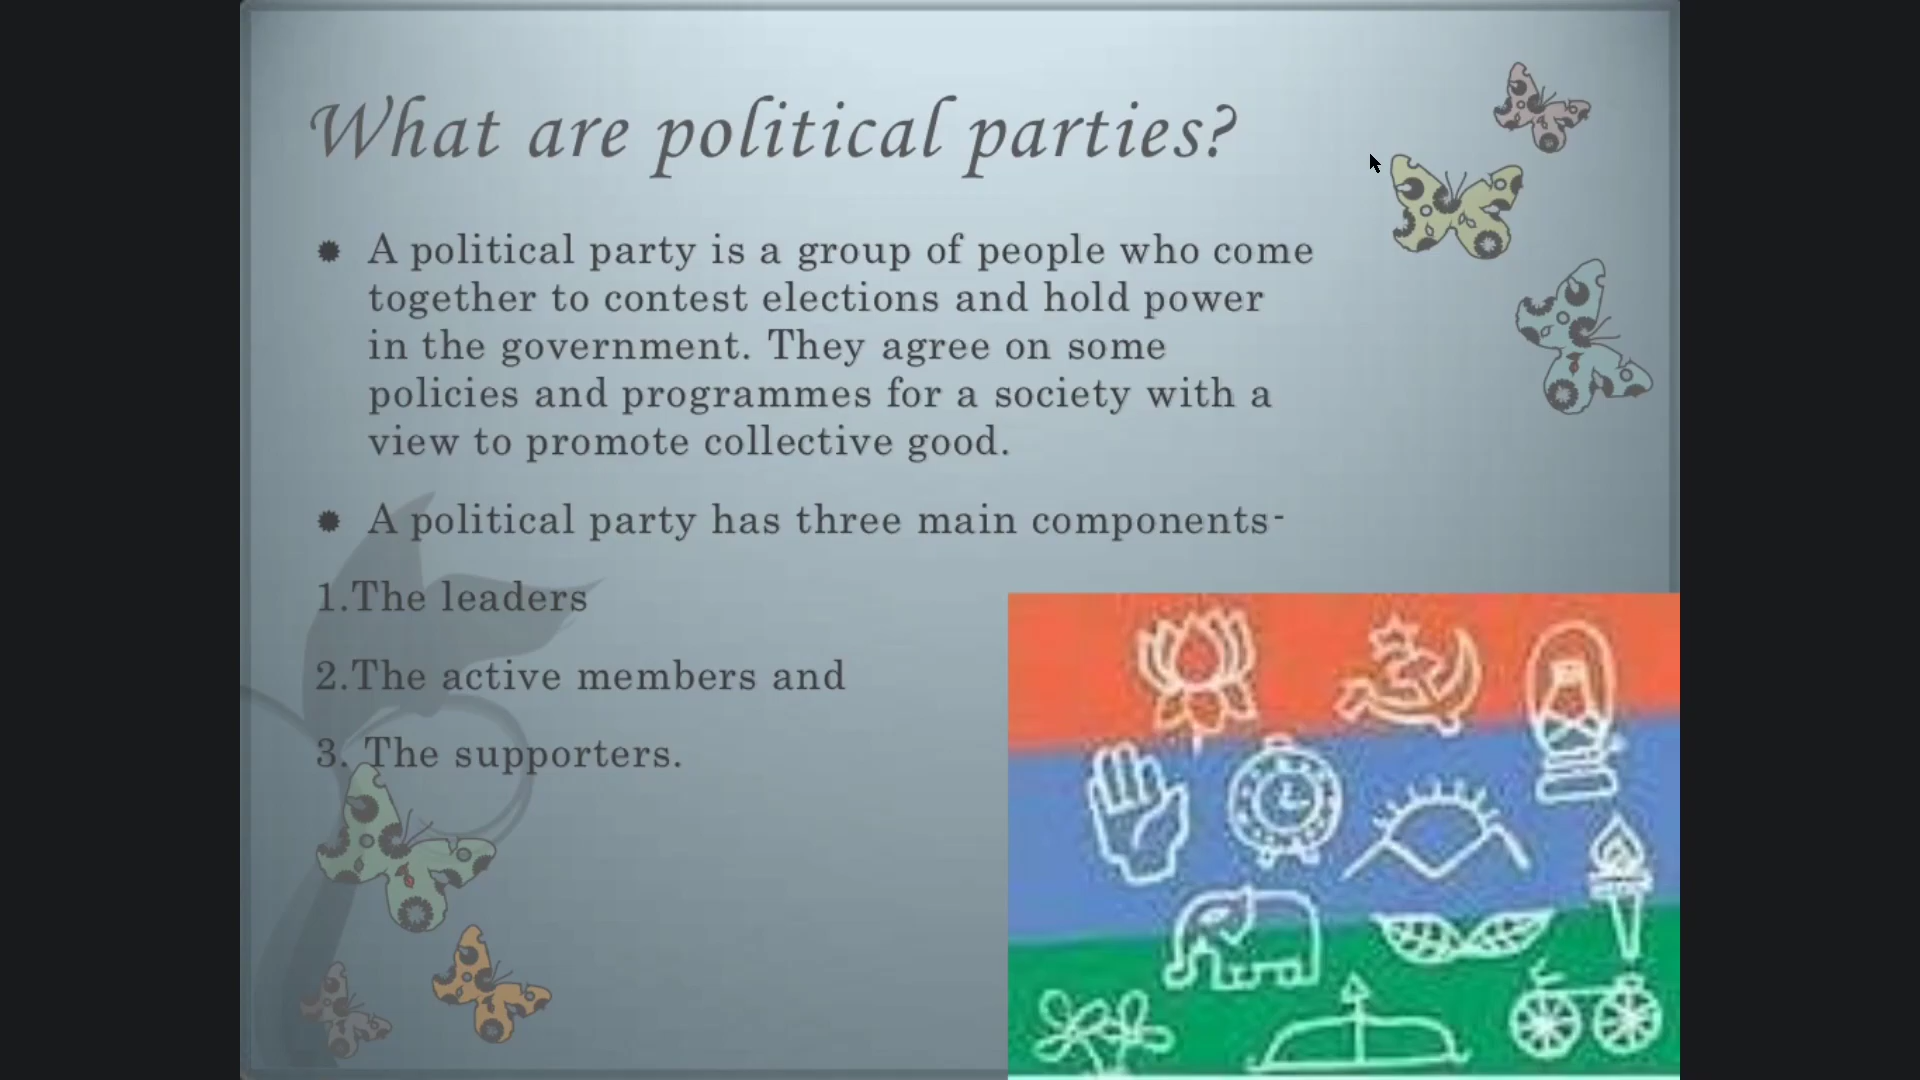 What are political parties?
A political party is a group of people who come
together to contest elections and hold power
in the government. They agree on some
policies and programmes for a society with a
view to promote collective good.
A political party has three main components-
1.The leaders
2.The active members and
3. The supporters.